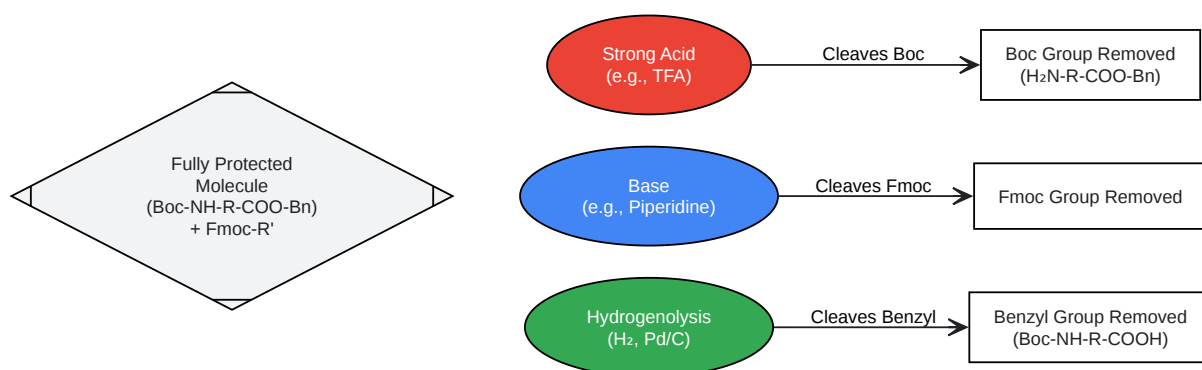 Fully Protected
Molecule
(Boc-NH-R-COO-Bn)
+ Fmoc-R'
Strong Acid
(e.g., TFA)
Cleaves Boc
Boc Group Removed
(H₂N-R-COO-Bn)
Base
(e.g., Piperidine)
Cleaves Fmoc
Fmoc Group Removed
Hydrogenolysis
(H₂, Pd/C)
Cleaves Benzyl
Benzyl Group Removed
(Boc-NH-R-COOH)